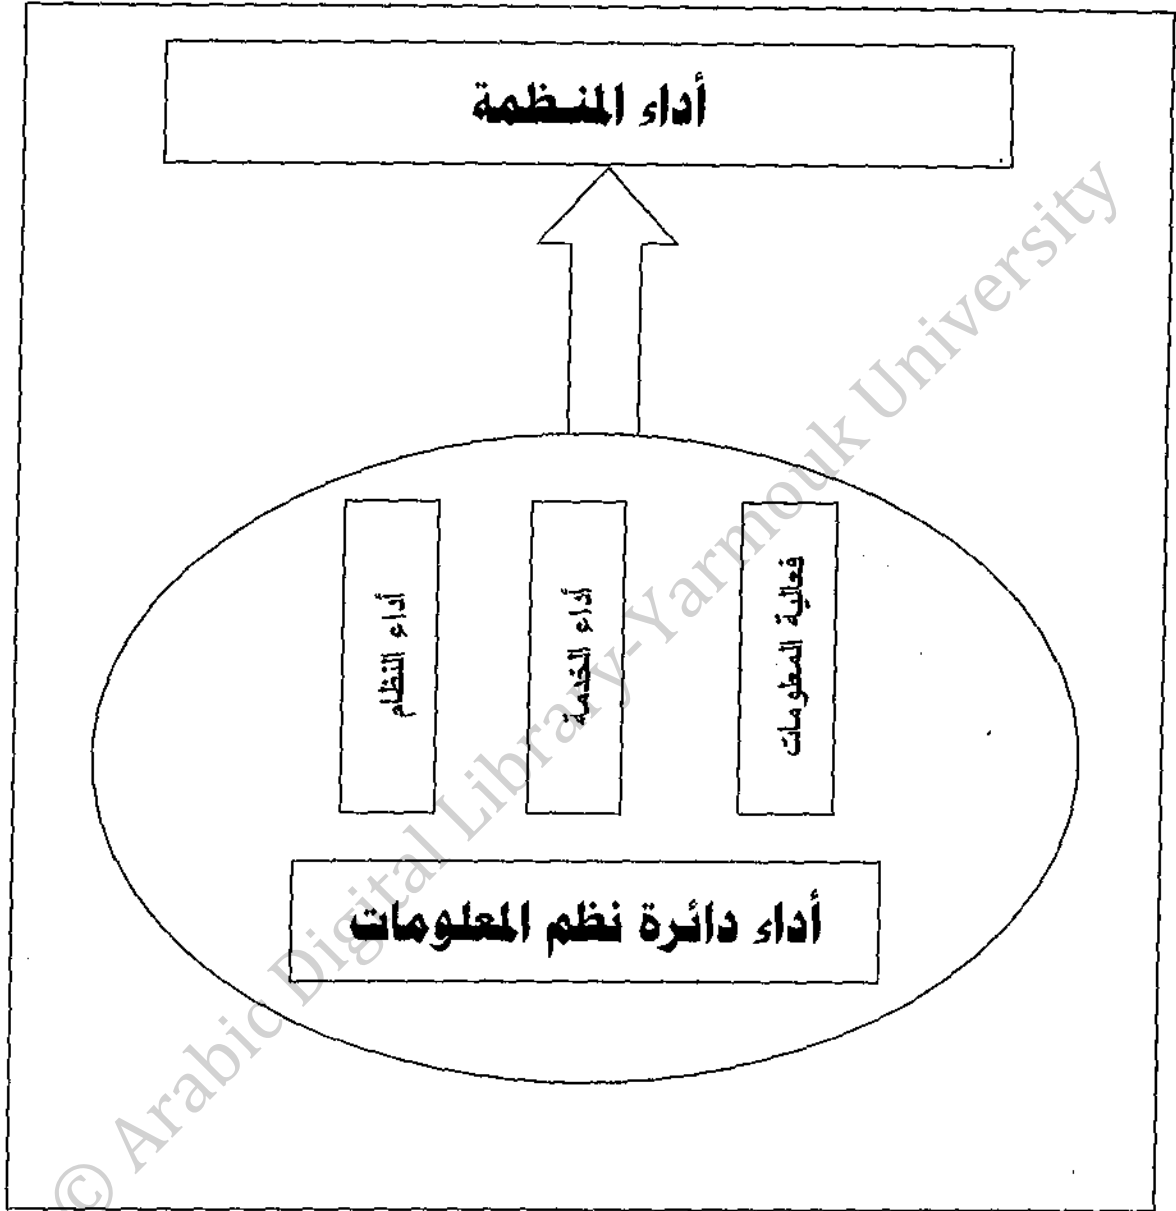 أداء المنظمة
فعالية المعلومات
أداء الخدمة
أداء النظام
أداء دائرة نظم المعلومات
© Arabic Digital Library-Yarmouk University